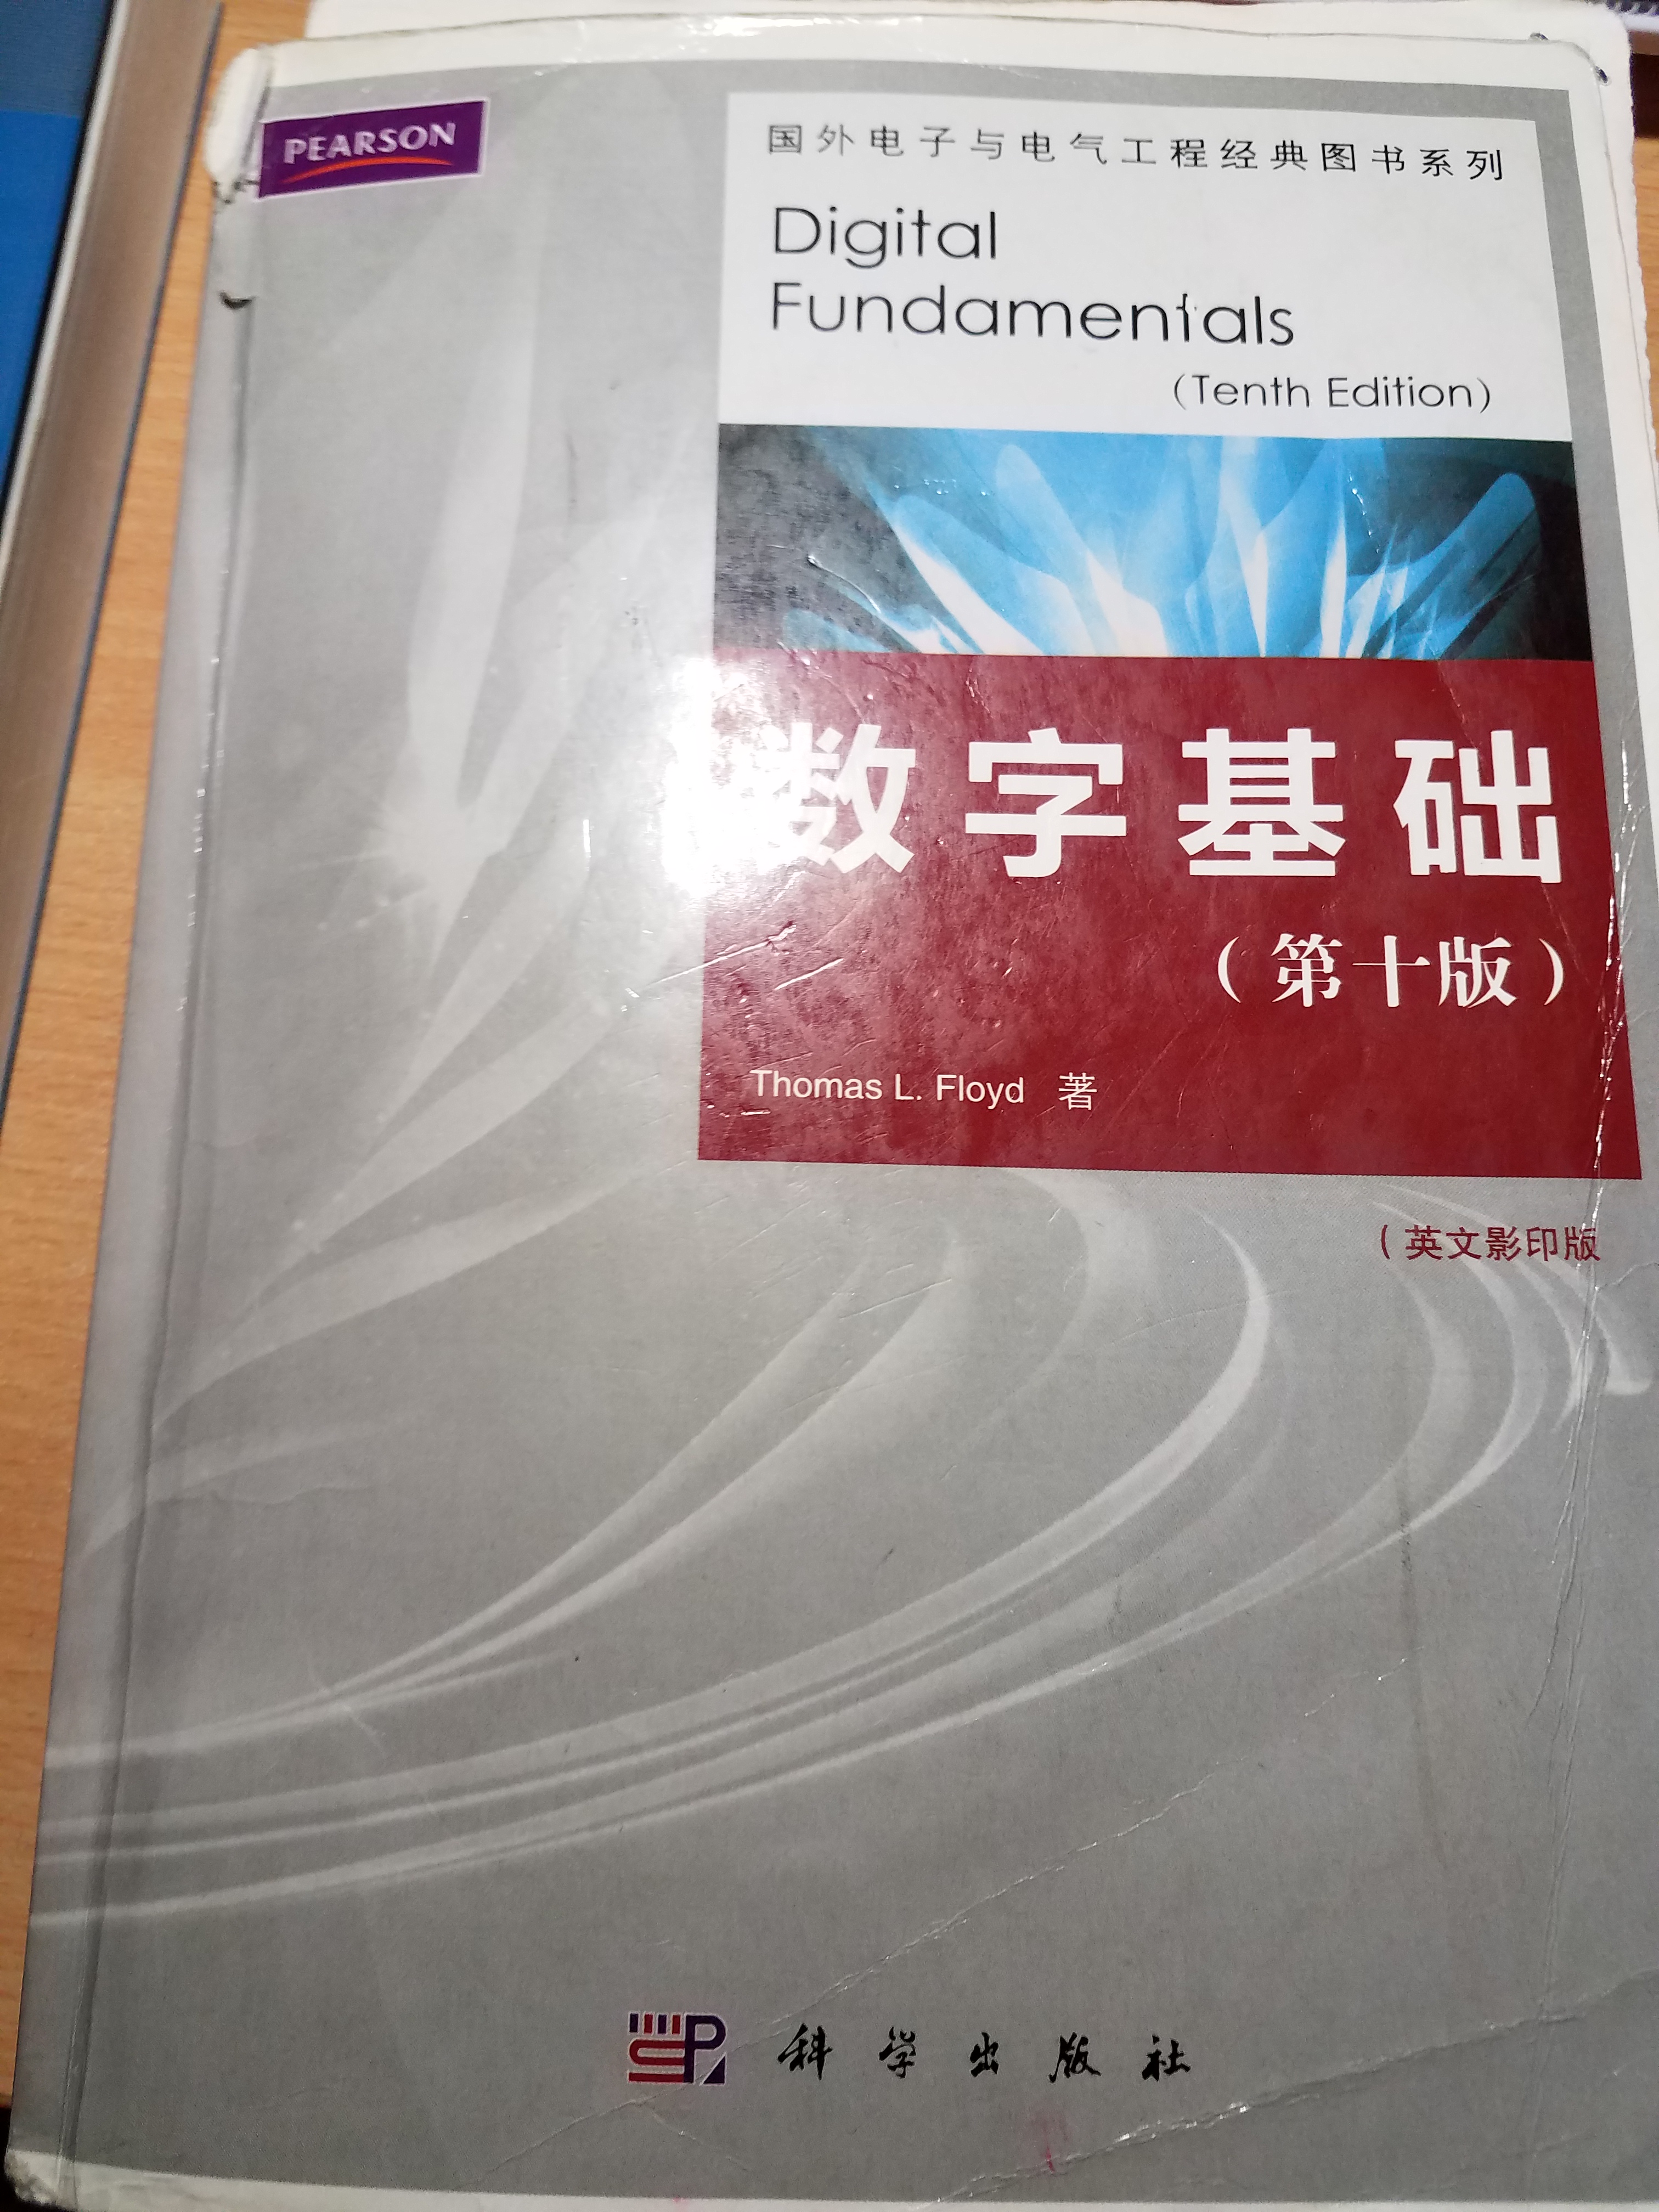 PEARSON
国外电子与电气工程经典图书系列
Digital
Fundamentals
(Tenth Edition)
数字基础
（第十版）
Thomas L. Floyd 著
（英文影印版
科学出版社